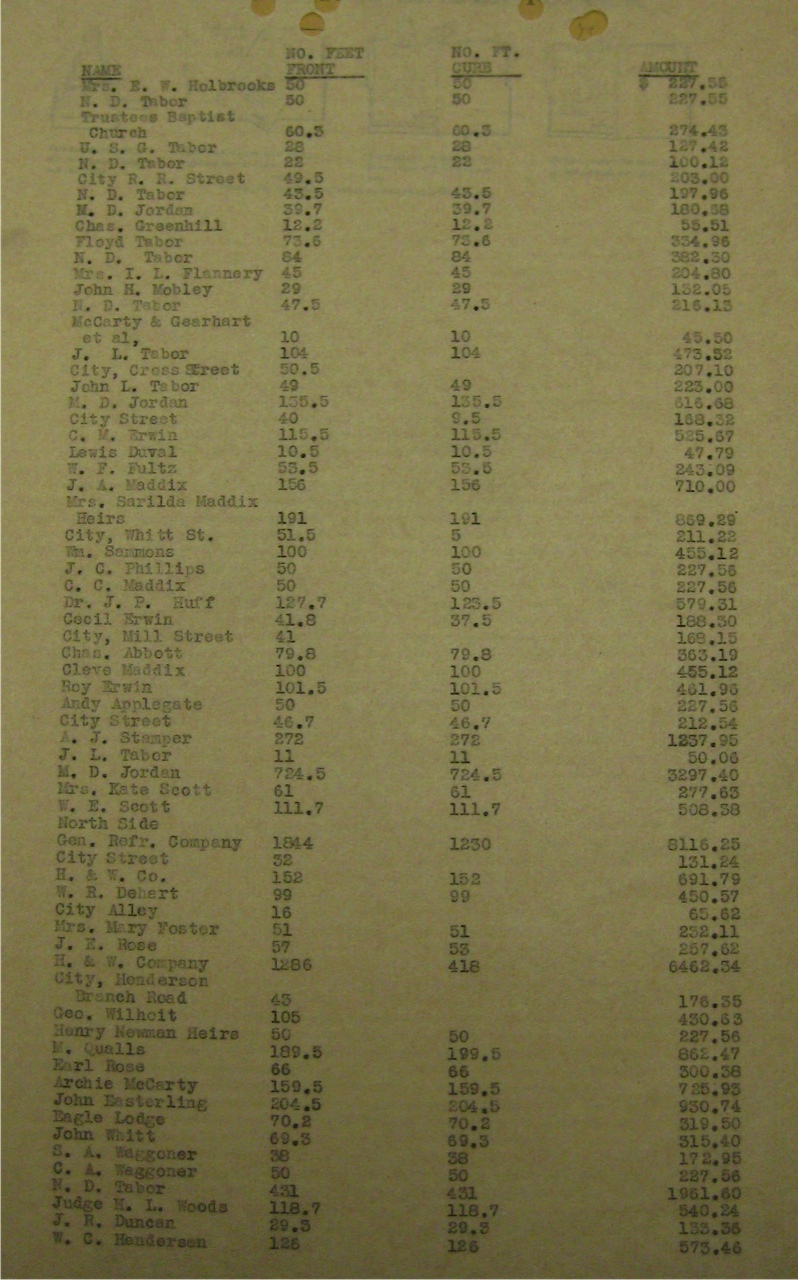 NO. FEET NO. FT.
NAME FRONT CURB AMOUNT
Mrs. E. W. Holbrooks 50 50 $ 227.55
N. D. Tabor 50 50 227.55
Trustees Baptist
Church 60.3 60.3 274.43
U. S. G. Tabor 28 28 127.42
N. D. Tabor 22 22 100.12
City R. R. Street 49.5 203.00
N. D. Tabor 43.5 43.5 197.96
M. D. Jordan 39.7 39.7 180.58
Chas. Greenhill 12.2 12.2 55.51
Floyd Tabor 73.6 73.6 334.96
N. D. Tabor 84 84 382.30
Mrs. I. L. Flannery 45 45 204.80
John H. Mobley 29 29 132.05
N. D. Tabor 47.5 47.5 216.13
McCarty & Gearhart
et al, 10 10 45.50
J. L. Tabor 104 104 473.52
City, Cross Street 50.5 207.10
John L. Tabor 49 49 223.00
M. D. Jordan 135.5 135.5 616.68
City Street 40 9.5 168.32
C. M. Erwin 115.5 115.5 525.67
Lewis Duval 10.5 10.5 47.79
W. F. Fultz 53.5 53.5 243.09
J. A. Maddix 156 156 710.00
Mrs. Sarilda Maddix
Heirs 191 191 869.29
City, Whitt St. 51.5 5 211.22
Wm. Sammons 100 100 455.12
J. C. Phillips 50 50 227.56
C. C. Maddix 50 50 227.56
Dr. J. P. Huff 127.7 123.5 579.31
Cecil Erwin 41.8 37.5 188.30
City, Mill Street 41 168.15
Chas. Abbott 79.8 79.8 363.19
Cleve Maddix 100 100 455.12
Roy Erwin 101.5 101.5 461.96
Andy Applegate 50 50 227.56
City Street 46.7 46.7 212.54
A. J. Stamper 272 272 1237.95
J. L. Tabor 11 11 50.06
M. D. Jordan 724.5 724.5 3297.40
Mrs. Kate Scott 61 61 277.63
W. E. Scott 111.7 111.7 508.38
North Side
Gen. Refr. Company 1844 1230 8116.25
City Street 32 131.24
H. & W. Co. 152 152 691.79
W. R. Dehart 99 99 450.57
City Alley 16 65.62
Mrs. Mary Foster 51 51 232.11
J. E. Rose 57 53 257.62
H. & W. Company 1286 418 6462.34
City, Henderson
Branch Road 43 176.35
Geo. Wilhoit 105 430.63
Henry Newman Heirs 50 50 227.56
M. Qualls 189.5 199.5 862.47
Earl Rose 66 66 300.38
Archie McCarty 159.5 159.5 725.93
John Easterling 204.5 204.5 930.74
Eagle Lodge 70.2 70.2 319.50
John Whitt 69.3 69.3 315.40
S. A. Waggoner 38 38 172.95
C. A. Waggoner 50 50 227.56
N. D. Tabor 431 431 1961.60
Judge H. L. Woods 118.7 118.7 540.24
J. R. Duncan 29.3 29.3 133.36
W. C. Henderson 126 126 573.46